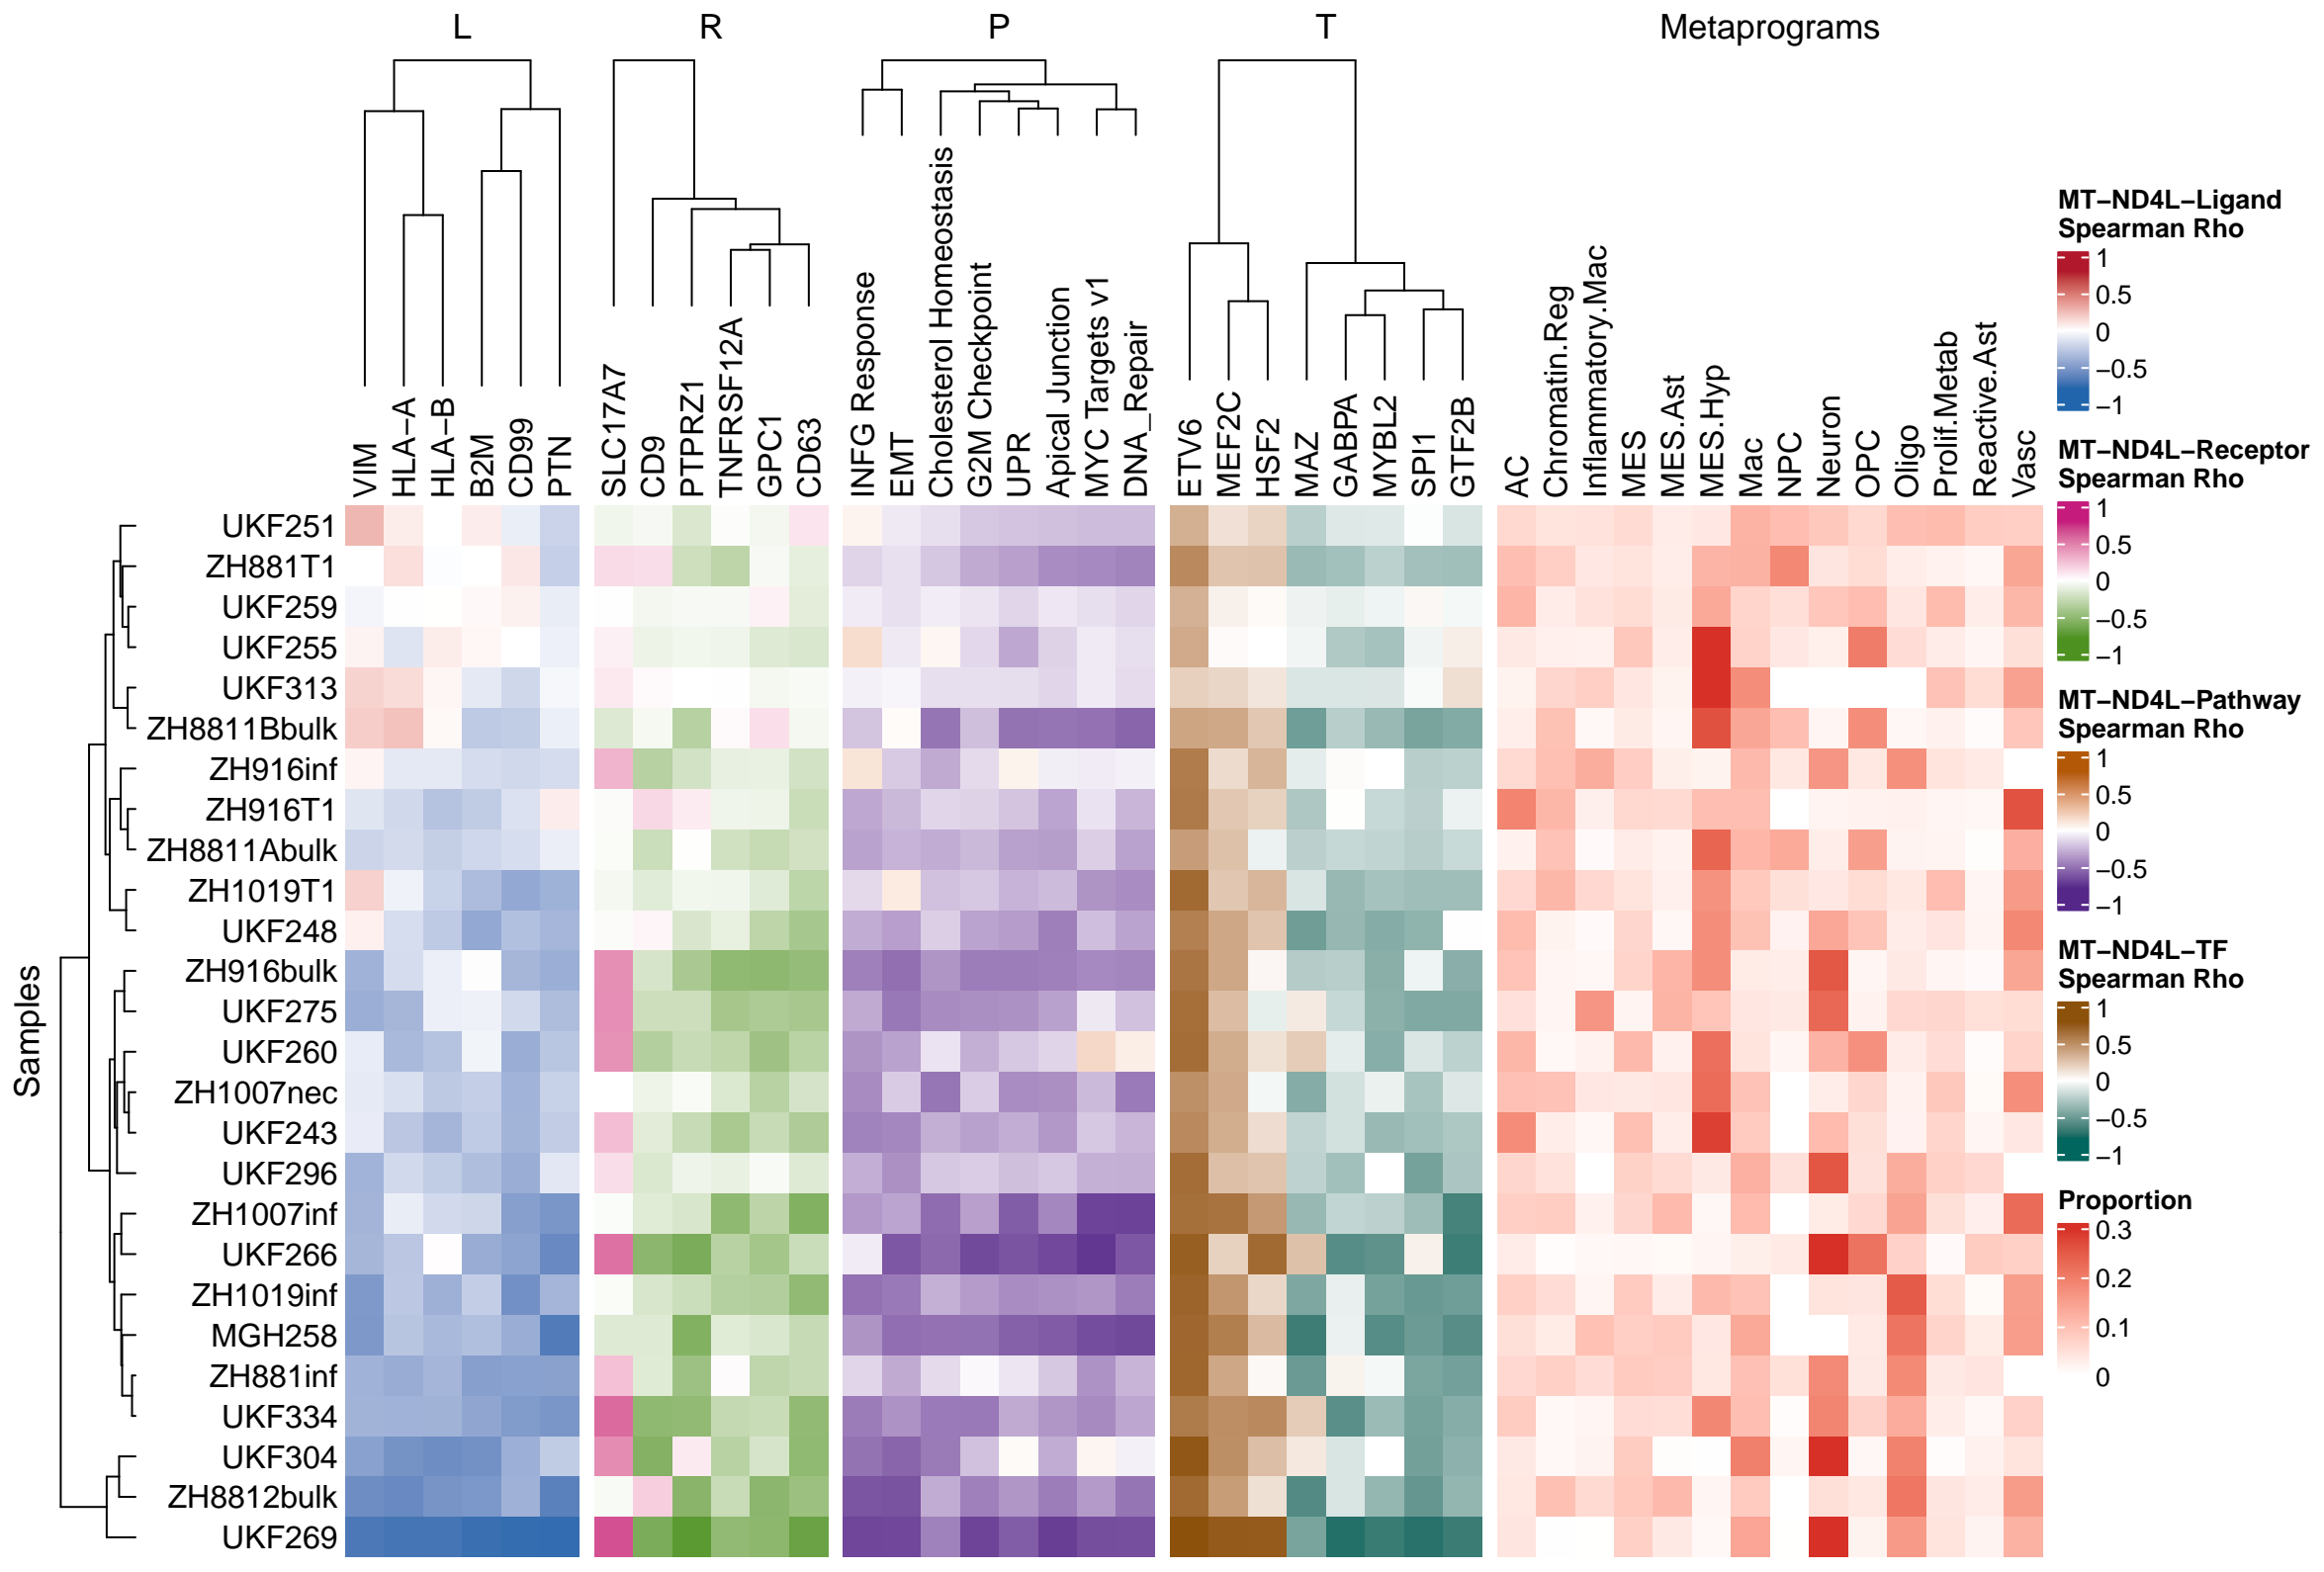 L
R
P
T
Metaprograms
VIM
HLA−A
HLA−B
B2M
CD99
PTN
SLC17A7
CD9
PTPRZ1
TNFRSF12A
GPC1
CD63
INFG Response
EMT
Cholesterol Homeostasis
G2M Checkpoint
UPR
Apical Junction
MYC Targets v1
DNA_Repair
ETV6
MEF2C
HSF2
MAZ
GABPA
MYBL2
SPI1
GTF2B
AC
Chromatin.Reg
Inflammatory.Mac
MES
MES.Ast
MES.Hyp
Mac
NPC
Neuron
OPC
Oligo
Prolif.Metab
Reactive.Ast
Vasc
Samples
UKF251
ZH881T1
UKF259
UKF255
UKF313
ZH8811Bbulk
ZH916inf
ZH916T1
ZH8811Abulk
ZH1019T1
UKF248
ZH916bulk
UKF275
UKF260
ZH1007nec
UKF243
UKF296
ZH1007inf
UKF266
ZH1019inf
MGH258
ZH881inf
UKF334
UKF304
ZH8812bulk
UKF269
MT−ND4L−Ligand
Spearman Rho
1
0.5
0
−0.5
−1
MT−ND4L−Receptor
Spearman Rho
1
0.5
0
−0.5
−1
MT−ND4L−Pathway
Spearman Rho
1
0.5
0
−0.5
−1
MT−ND4L−TF
Spearman Rho
1
0.5
0
−0.5
−1
Proportion
0.3
0.2
0.1
0